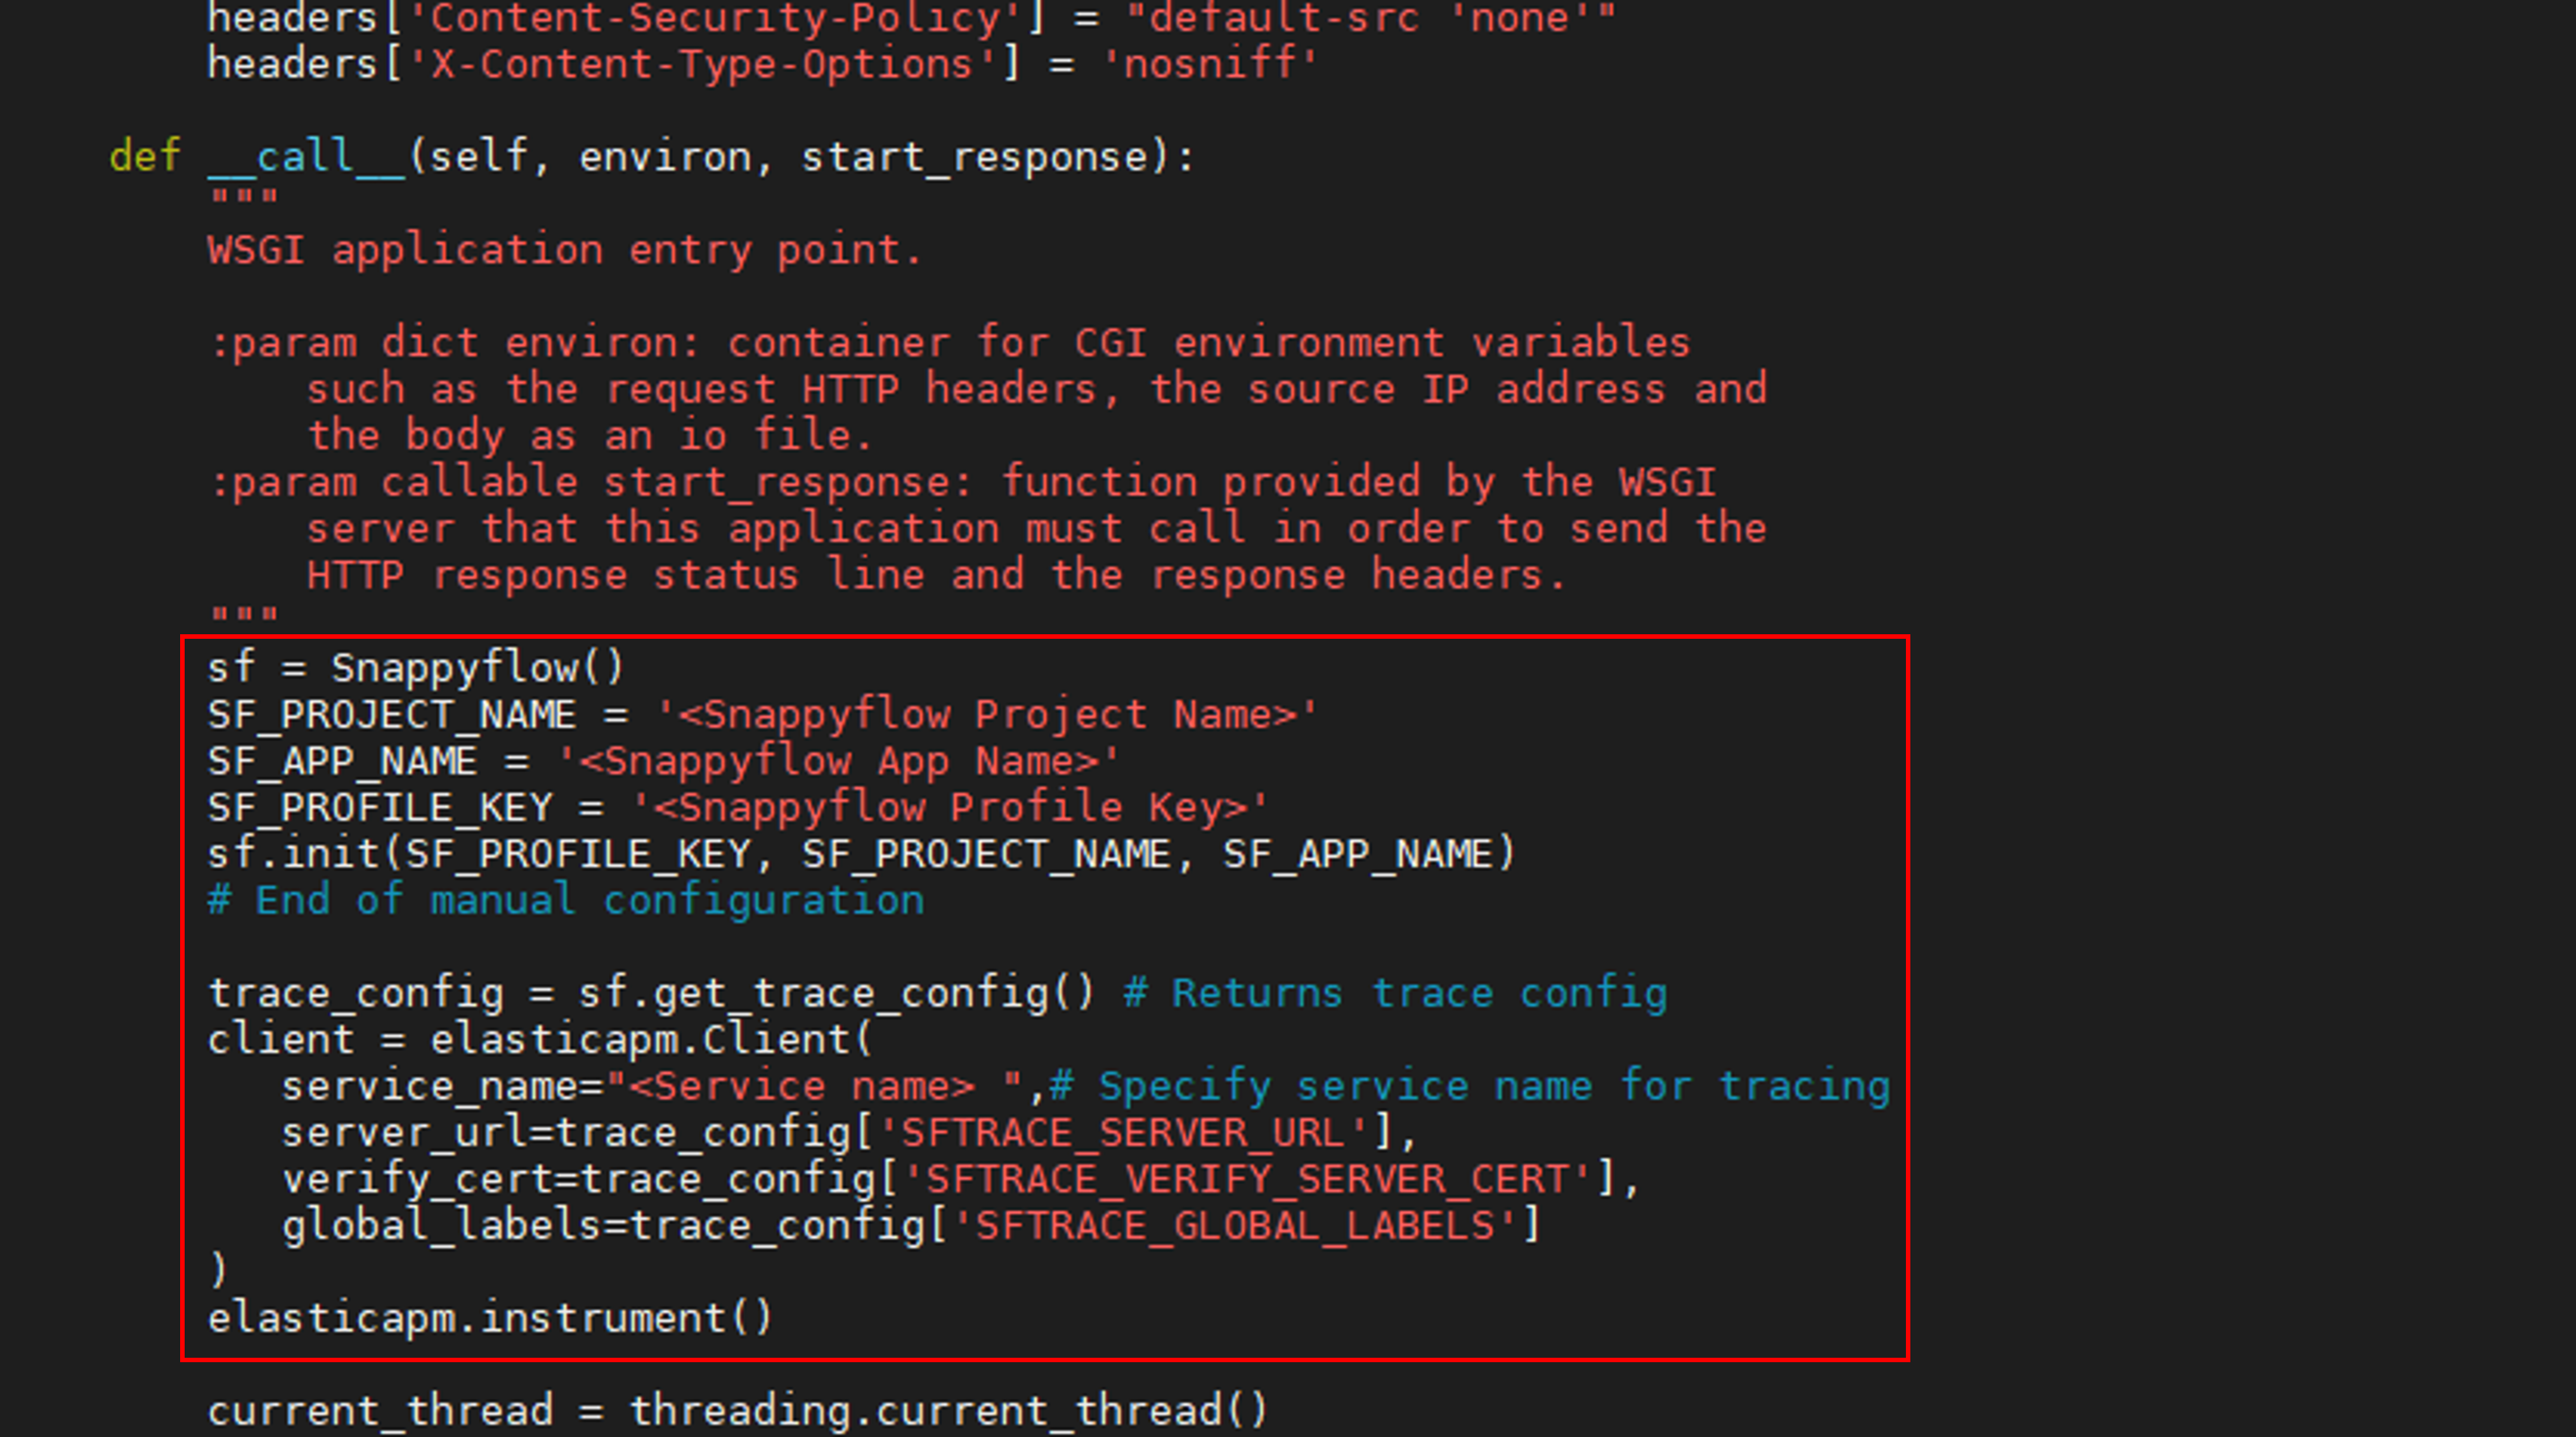 headers['Content-Security-Policy'] = "default-src 'none'"
headers['X-Content-Type-Options'] = 'nosniff'
def __call__(self, environ, start_response):
"""
WSGI application entry point.
:param dict environ: container for CGI environment variables
such as the request HTTP headers, the source IP address and
the body as an io file.
:param callable start_response: function provided by the WSGI
server that this application must call in order to send the
HTTP response status line and the response headers.
"""
sf = Snappyflow()
SF_PROJECT_NAME = '<Snappyflow Project Name>'
SF_APP_NAME = '<Snappyflow App Name>'
SF_PROFILE_KEY = '<Snappyflow Profile Key>'
sf.init(SF_PROFILE_KEY, SF_PROJECT_NAME, SF_APP_NAME)
# End of manual configuration
trace_config = sf.get_trace_config() # Returns trace config
client = elasticapm.Client(
service_name="<Service name> ",# Specify service name for tracing
server_url=trace_config['SFTRACE_SERVER_URL'],
verify_cert=trace_config['SFTRACE_VERIFY_SERVER_CERT'],
global_labels=trace_config['SFTRACE_GLOBAL_LABELS']
)
elasticapm.instrument()
current_thread = threading.current_thread()